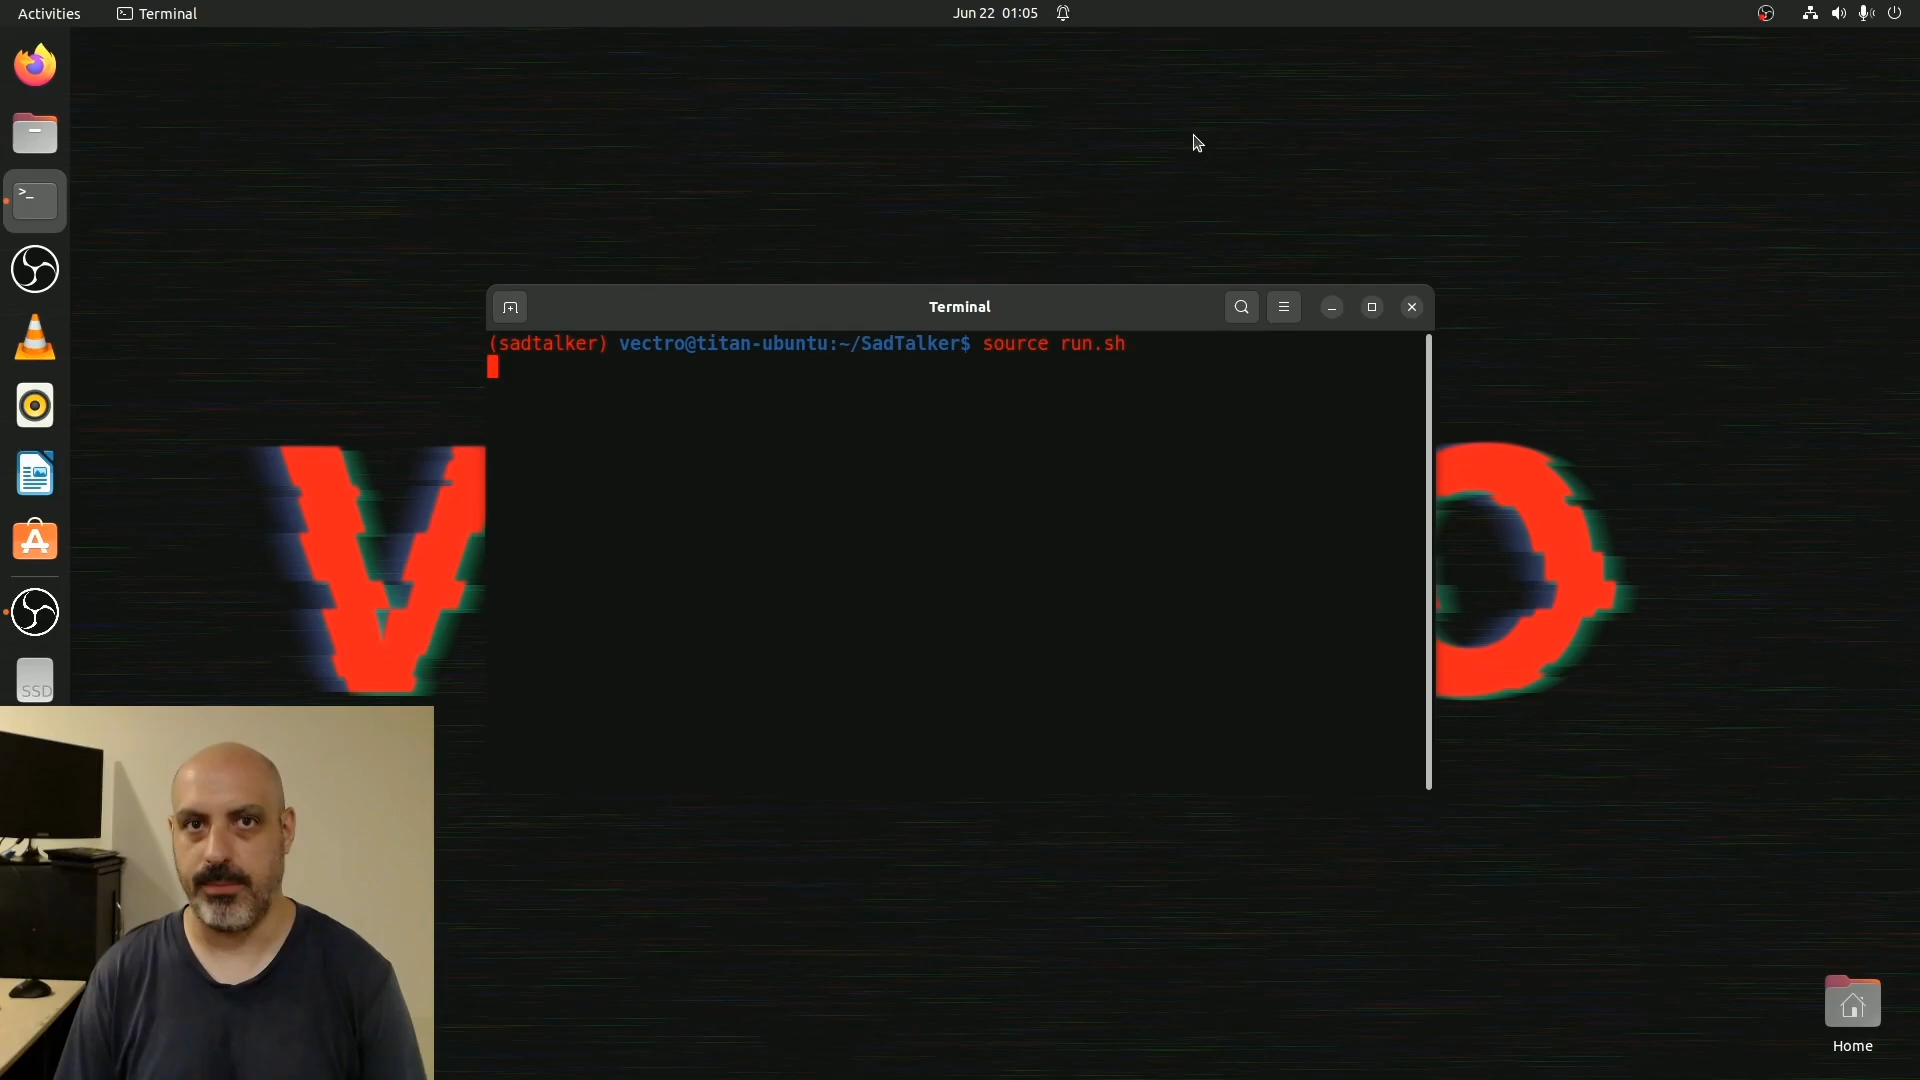 Activities Terminal Jun 22 01:05
Terminal
(sadtalker) vectro@titan-ubuntu:~/SadTalker$ source run.sh
V O
SSD
Home